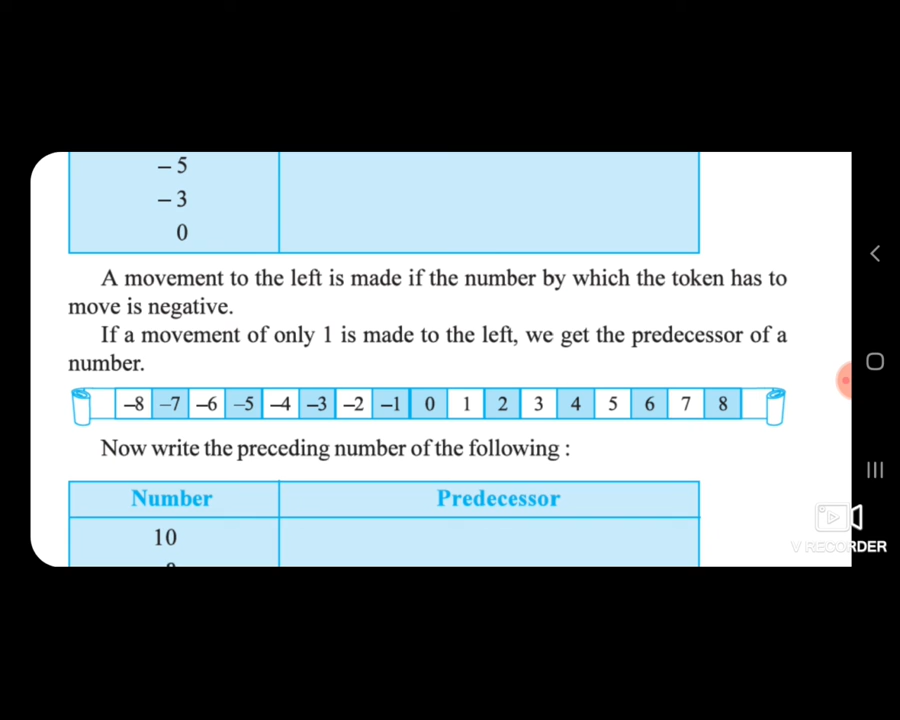 – 5
– 3
0
A movement to the left is made if the number by which the token has to
move is negative.
If a movement of only 1 is made to the left, we get the predecessor of a
number.
–8 –7 –6 –5 –4 –3 –2 –1 0 1 2 3 4 5 6 7 8
Now write the preceding number of the following :
Number Predecessor
10
V RECORDER